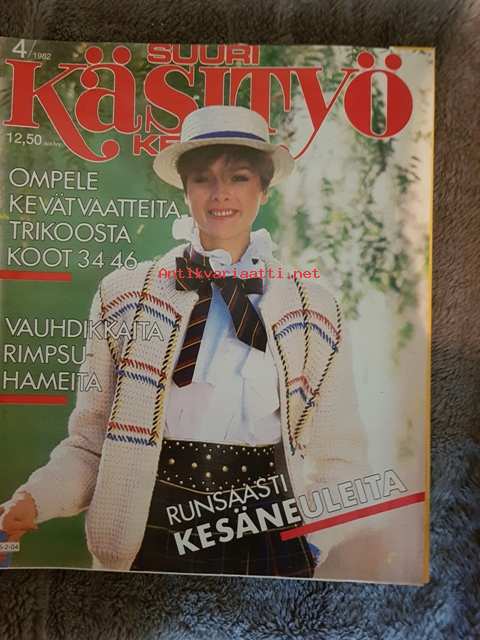 4/1982
SUURI
KÄSITYÖ
12,50
OMPELE
KEVÄTVAATTEITA
TRIKOOSTA
KOOT 34 46
Antikvariaatti.net
VAUHDIKKAITA
RIMPSU-
HAMEITA
RUNSAASTI
KESÄNEULEITA